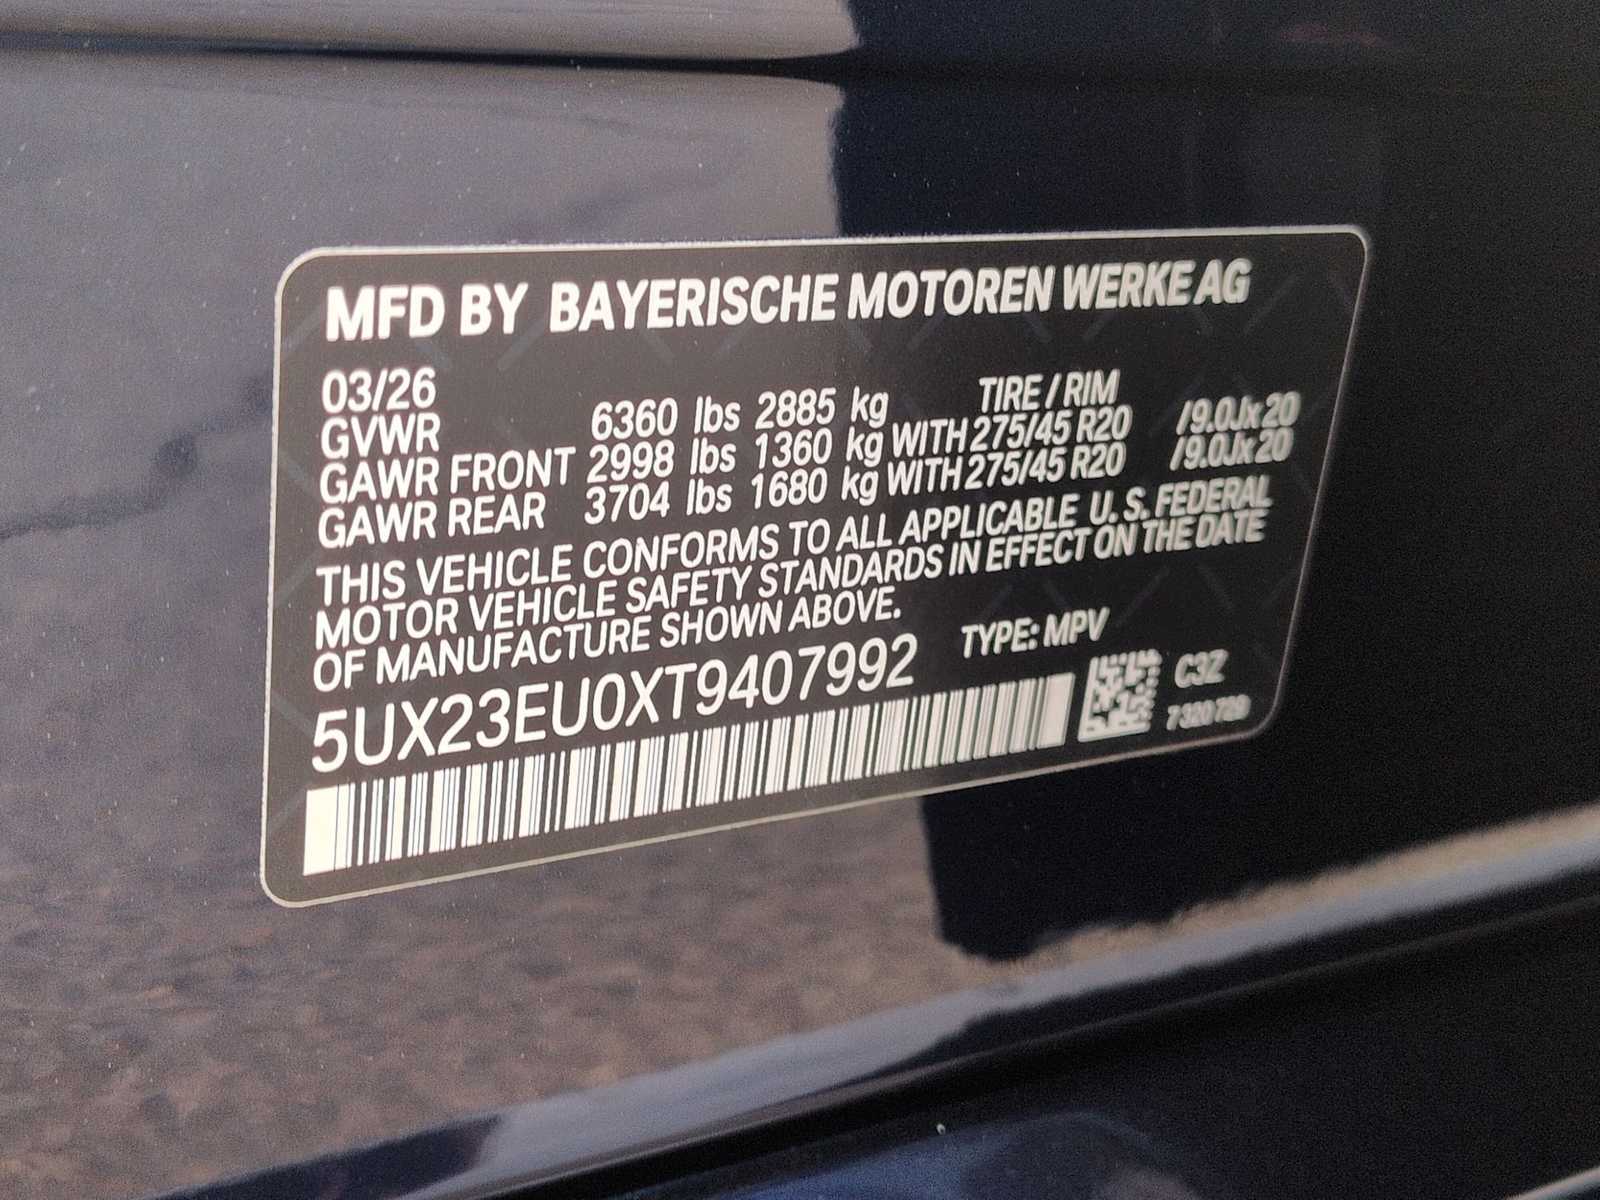 MFD BY BAYERISCHE MOTOREN WERKE AG
03/26 TIRE / RIM
GVWR 6360 lbs 2885 kg
GAWR FRONT 2998 lbs 1360 kg WITH 275/45 R20 /9.0Jx20
GAWR REAR 3704 lbs 1680 kg WITH 275/45 R20 /9.0Jx20
THIS VEHICLE CONFORMS TO ALL APPLICABLE U.S. FEDERAL
MOTOR VEHICLE SAFETY STANDARDS IN EFFECT ON THE DATE
OF MANUFACTURE SHOWN ABOVE.
TYPE: MPV
5UX23EU0XT9407992
C3Z
7320729